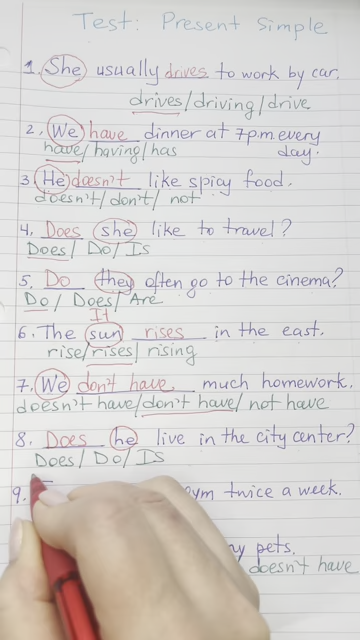 Test: Present Simple
1. She usually drives to work by car.
drives/driving/drive
2. We have dinner at 7p.m. every day.
have/having/has
3. He doesn't like spicy food.
doesn't/don't/ not
4. Does she like to travel?
Does/ Do/ Is
5. Do they often go to the cinema?
Do/ Does/ Are
It
6. The sun rises in the east.
rise/rises/ rising
7. We don't have much homework.
doesn't have/don't have/ not have
8. Does he live in the city center?
Does/ Do/ Is
9. twice a week.
pets.
doesn't have